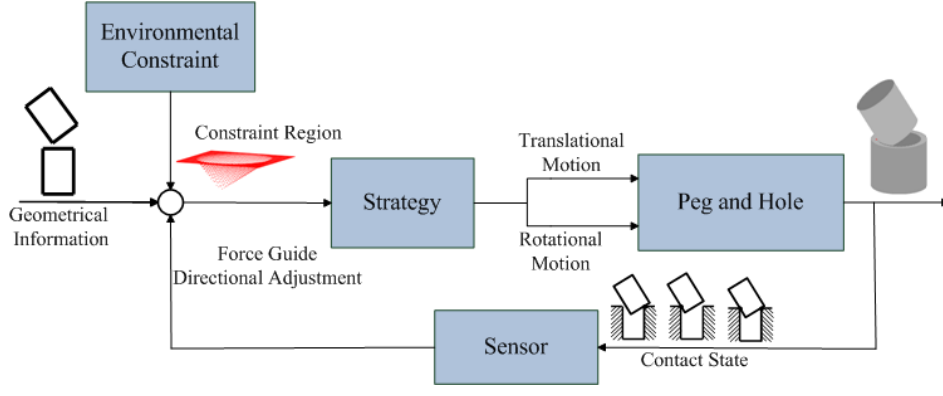 Environmental
Constraint
Constraint Region
Geometrical
Information
Strategy
Translational
Motion
Rotational
Motion
Peg and Hole
Force Guide
Directional Adjustment
Sensor
Contact State